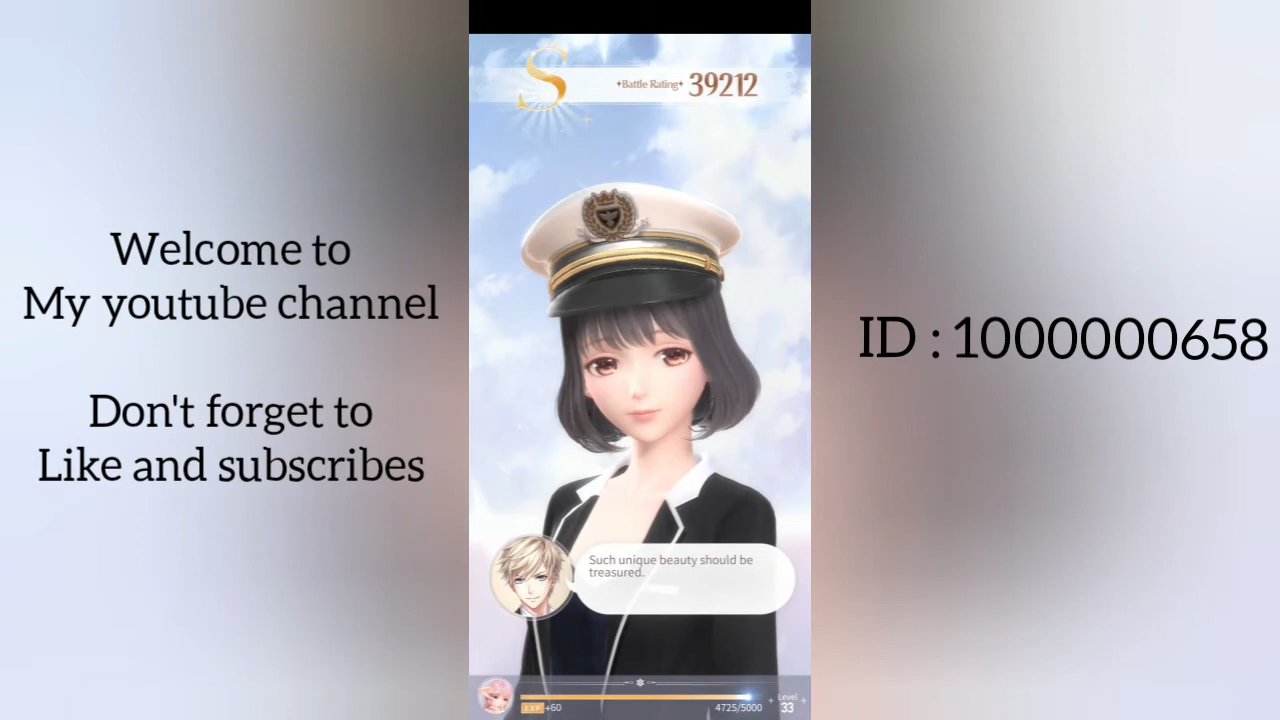 Welcome to
My youtube channel
Don't forget to
Like and subscribes
S
Battle Rating 39212
Such unique beauty should be
treasured.
EXP +60
4725/5000
Level
33
ID : 1000000658